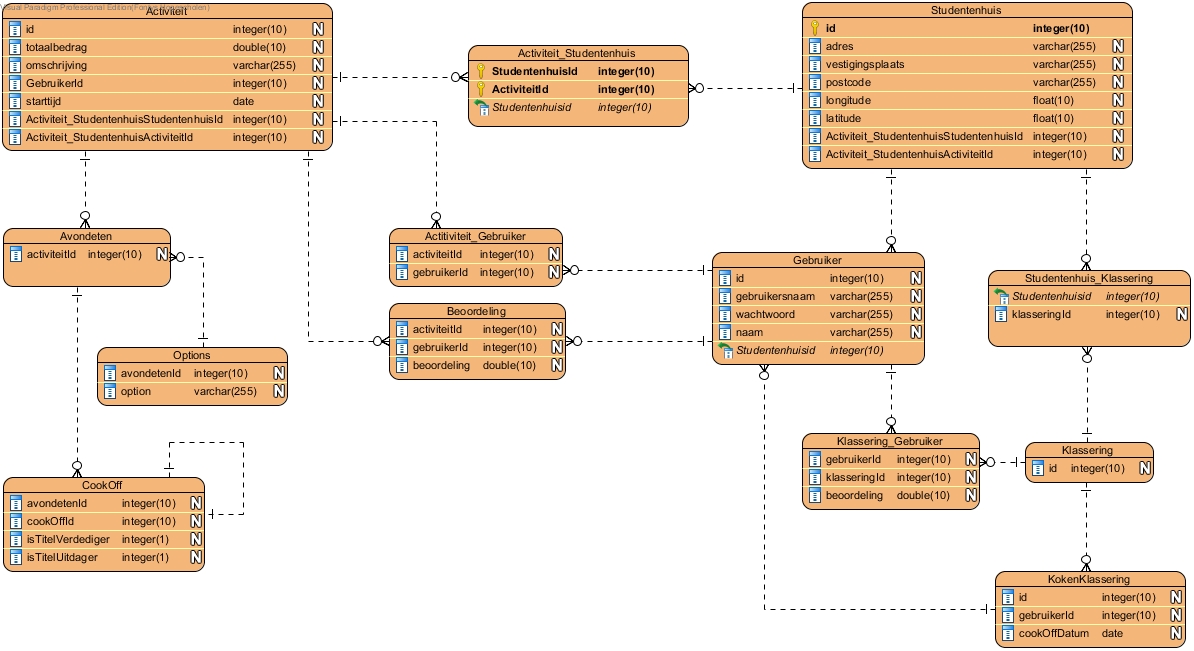 Visual Paradigm Professional Edition(Fontys Hogescholen)
Activiteit
id integer(10) N
totaalbedrag double(10) N
omschrijving varchar(255) N
GebruikerId integer(10) N
starttijd date N
Activiteit_StudentenhuisStudentenhuisId integer(10) N
Activiteit_StudentenhuisActiviteitId integer(10) N
Activiteit_Studentenhuis
StudentenhuisId integer(10)
ActiviteitId integer(10)
Studentenhuisid integer(10)
Studentenhuis
id integer(10)
adres varchar(255) N
vestigingsplaats varchar(255) N
postcode varchar(255) N
longitude float(10) N
latitude float(10) N
Activiteit_StudentenhuisStudentenhuisId integer(10) N
Activiteit_StudentenhuisActiviteitId integer(10) N
Avondeten
activiteitId integer(10) N
Actitiviteit_Gebruiker
activiteitId integer(10) N
gebruikerId integer(10) N
Gebruiker
id integer(10) N
gebruikersnaam varchar(255) N
wachtwoord varchar(255) N
naam varchar(255) N
Studentenhuisid integer(10)
Studentenhuis_Klassering
Studentenhuisid integer(10)
klasseringId integer(10) N
Beoordeling
activiteitId integer(10) N
gebruikerId integer(10) N
beoordeling double(10) N
Options
avondetenId integer(10) N
option varchar(255) N
Klassering_Gebruiker
gebruikerId integer(10) N
klasseringId integer(10) N
beoordeling double(10) N
Klassering
id integer(10) N
CookOff
avondetenId integer(10) N
cookOffId integer(10) N
isTitelVerdediger integer(1) N
isTitelUitdager integer(1) N
KokenKlassering
id integer(10) N
gebruikerId integer(10) N
cookOffDatum date N